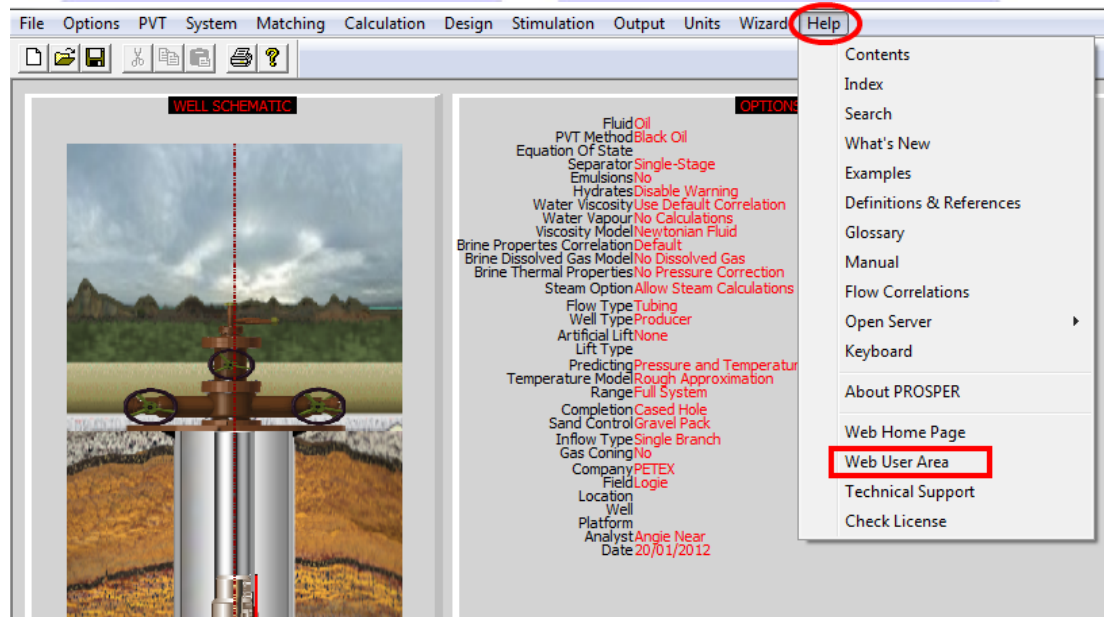 File Options PVT System Matching Calculation Design Stimulation Output Units Wizard Help
WELL SCHEMATIC
OPTIONS
Fluid Oil
PVT Method Black Oil
Equation Of State
Separator Single-Stage
Emulsions No
Hydrates Disable Warning
Water Viscosity Use Default Correlation
Water Vapour No Calculations
Viscosity Model Newtonian Fluid
Brine Propertes Correlation Default
Brine Dissolved Gas Model No Dissolved Gas
Brine Thermal Properties No Pressure Correction
Steam Option Allow Steam Calculations
Flow Type Tubing
Well Type Producer
Artificial Lift None
Lift Type
Predicting Pressure and Temperatur
Temperature Model Rough Approximation
Range Full System
Completion Cased Hole
Sand Control Gravel Pack
Inflow Type Single Branch
Gas Coning No
Company PETEX
Field Logie
Location
Well
Platform
Analyst Angie Near
Date 20/01/2012
Contents
Index
Search
What's New
Examples
Definitions & References
Glossary
Manual
Flow Correlations
Open Server
Keyboard
About PROSPER
Web Home Page
Web User Area
Technical Support
Check License